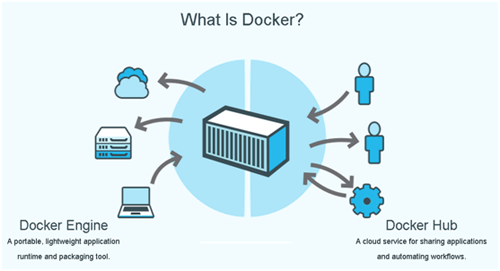 What Is Docker?
Docker Engine
A portable, lightweight application
runtime and packaging tool.
Docker Hub
A cloud service for sharing applications
and automating workflows.